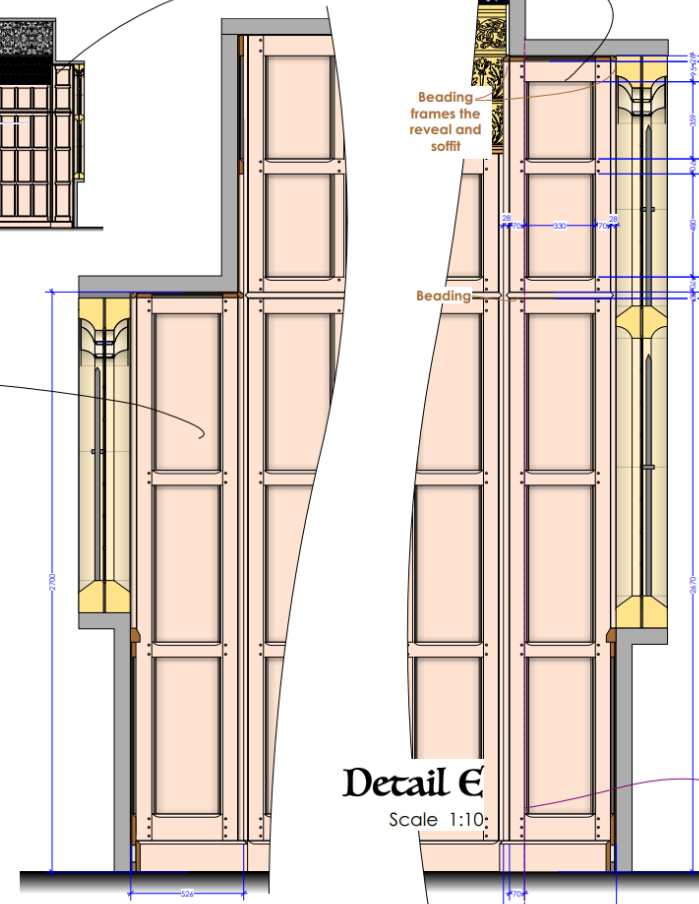 Beading
frames the
reveal and
soffit
28
70
330
70
28
359
480
Beading
2700
2670
Detail E
Scale 1:10
526
70